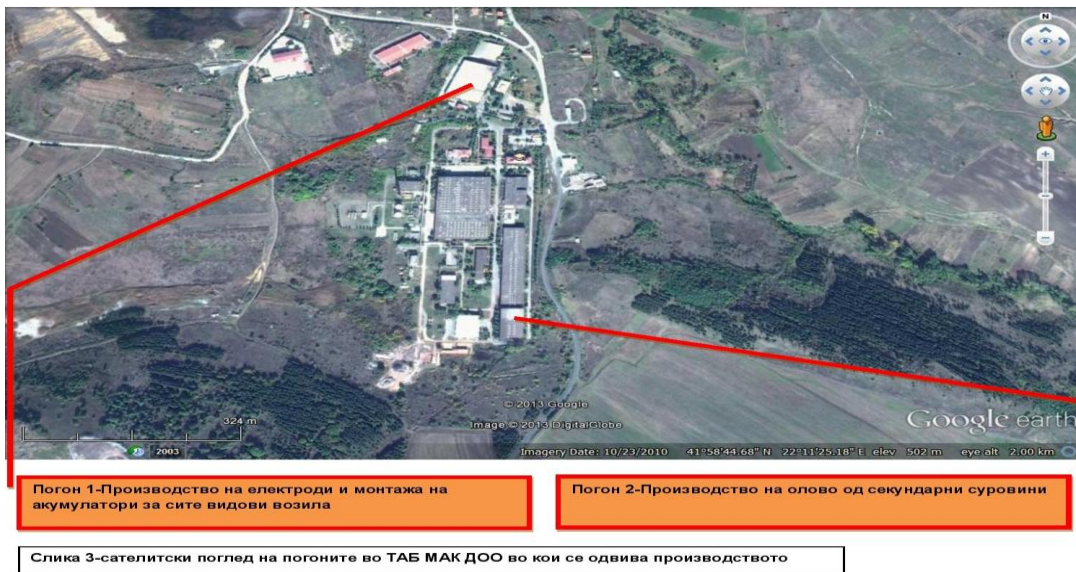 N
324 m
© 2013 Google
Image © 2013 DigitalGlobe
Google earth
2003
Imagery Date: 10/23/2010 41°58'44.68" N 22°11'25.18" E elev 502 m eye alt 2.00 km
Погон 1-Производство на електроди и монтажа на
акумулатори за сите видови возила
Погон 2-Производство на олово од секундарни суровини
Слика 3-сателитски поглед на погоните во ТАБ МАК ДОО во кои се одвива производството